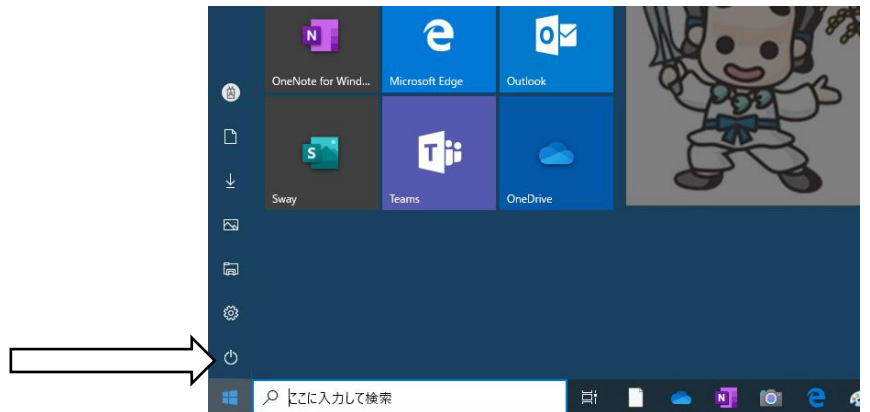 OneNote for Wind...
Microsoft Edge
Outlook
Sway
Teams
OneDrive
ここに入力して検索